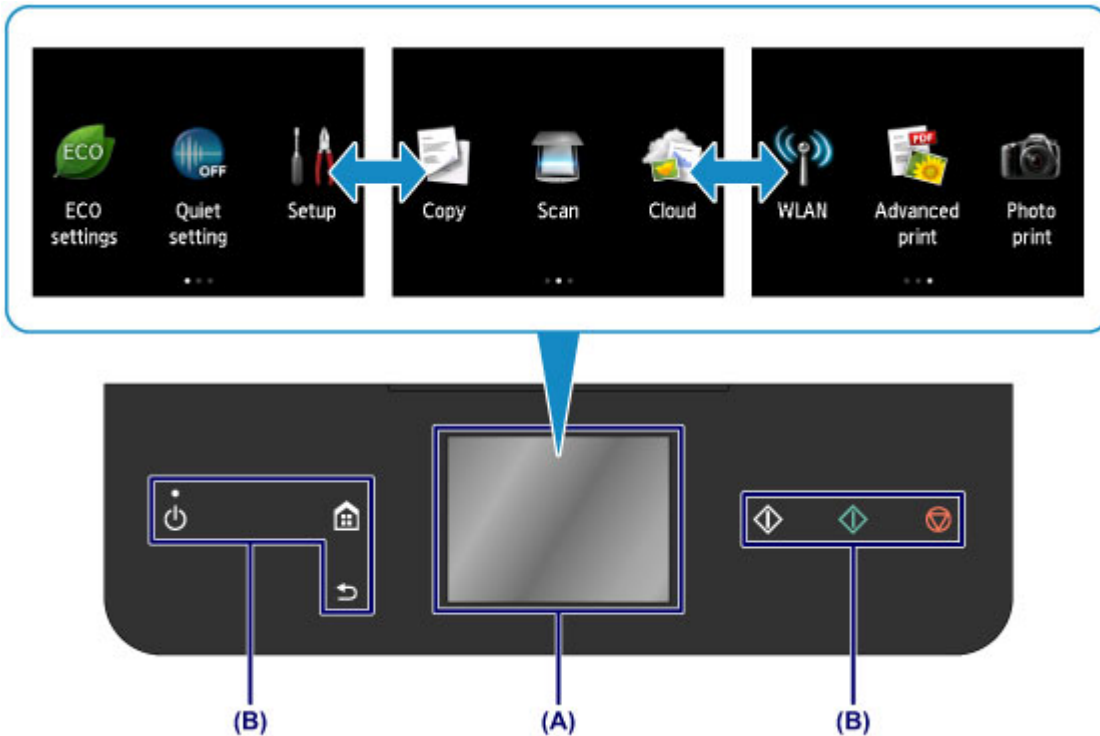 ECO
OFF
PDF
ECO
settings
Quiet
setting
Setup
Copy
Scan
Cloud
WLAN
Advanced
print
Photo
print
(B)
(A)
(B)